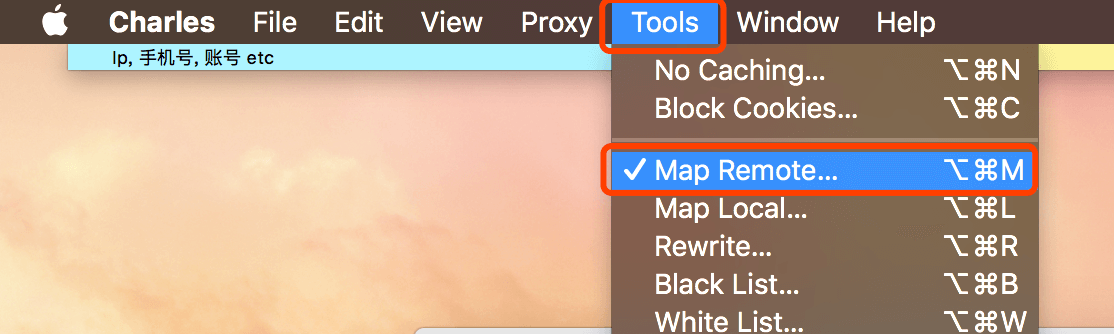 Charles File Edit View Proxy Tools Window Help
Ip, 手机号, 账号 etc
No Caching... ⌥⌘N
Block Cookies... ⌥⌘C
✓ Map Remote... ⌥⌘M
Map Local... ⌥⌘L
Rewrite... ⌥⌘R
Black List... ⌥⌘B
White List... ⌥⌘W